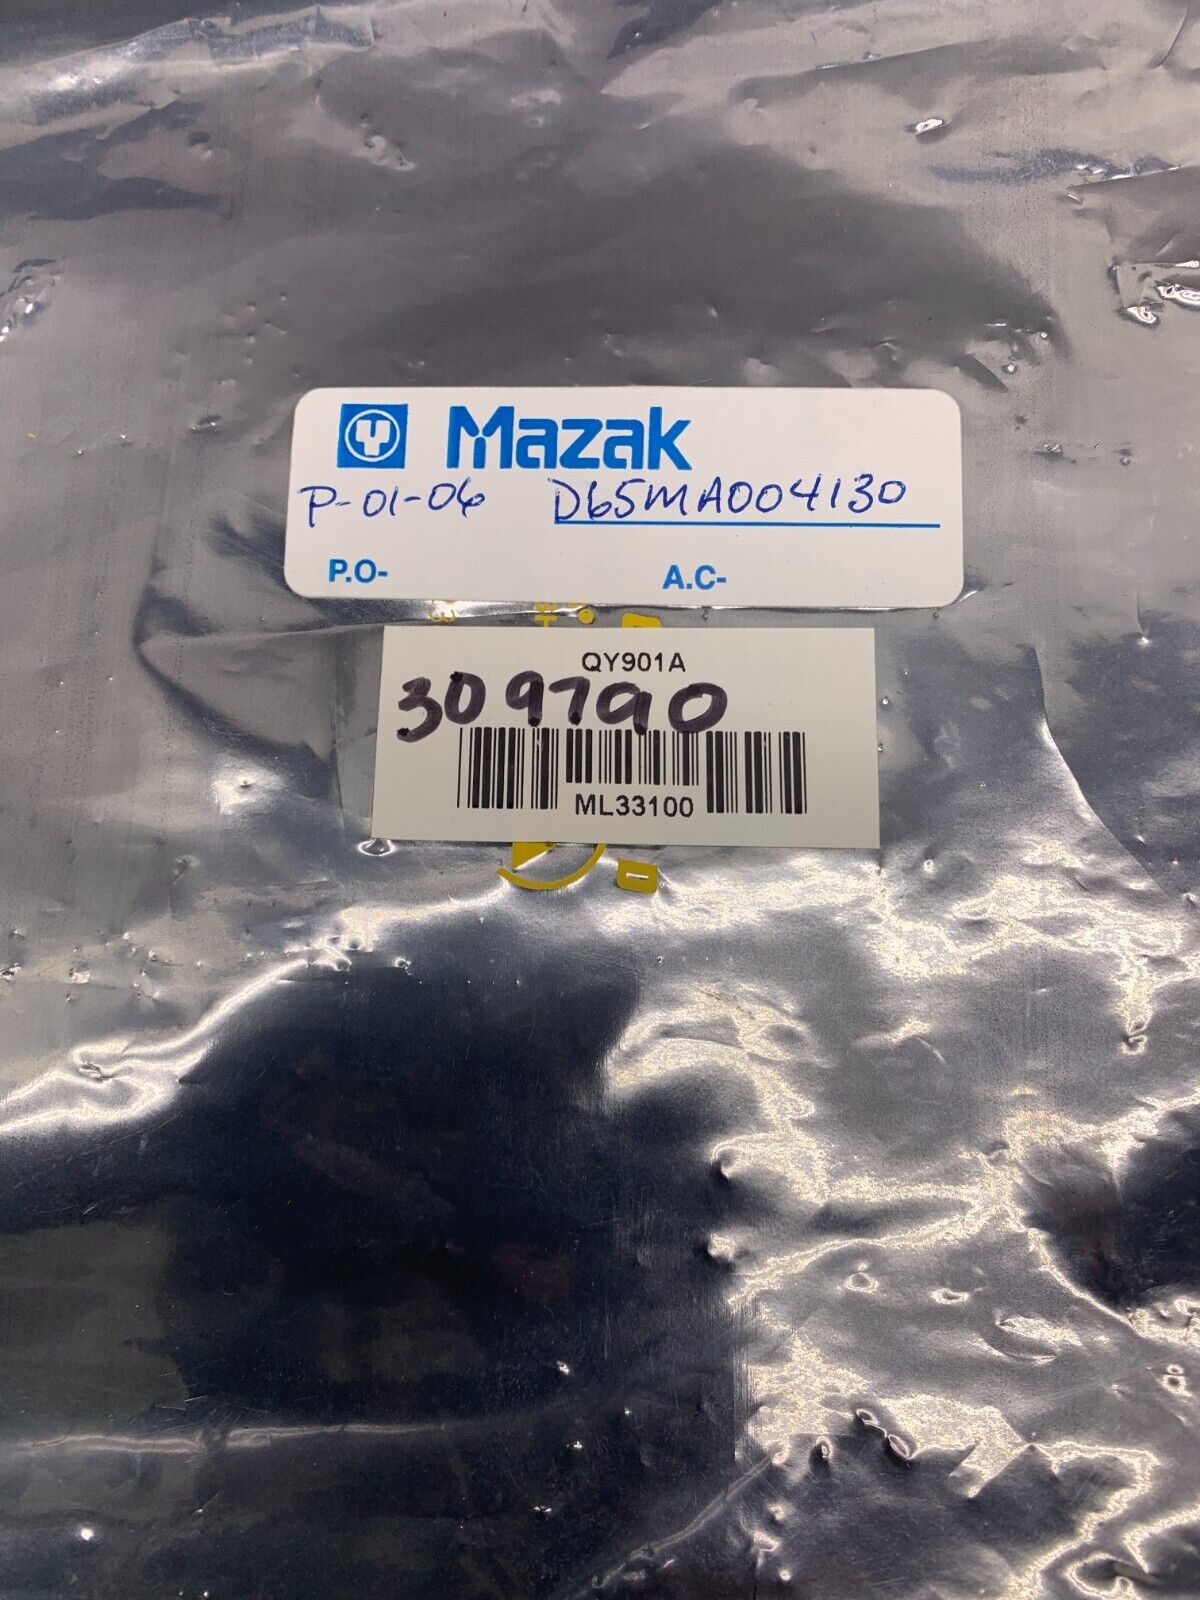 Mazak
P-01-06 D65MA004130
P.O- A.C-
QY901A
309790
ML33100